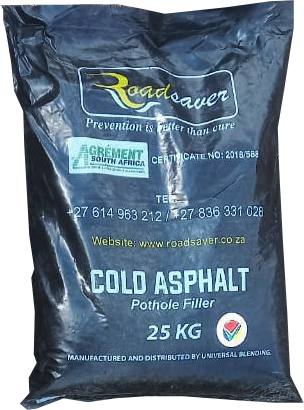 Roadsaver
Prevention is better than cure
AGRÉMENT
SOUTH AFRICA
CERTIFICATE NO: 2018/588
TEL:
+27 614 963 212 / +27 836 331 026
Website: www.roadsaver.co.za
COLD ASPHALT
Pothole Filler
25 KG
MANUFACTURED AND DISTRIBUTED BY UNIVERSAL BLENDING